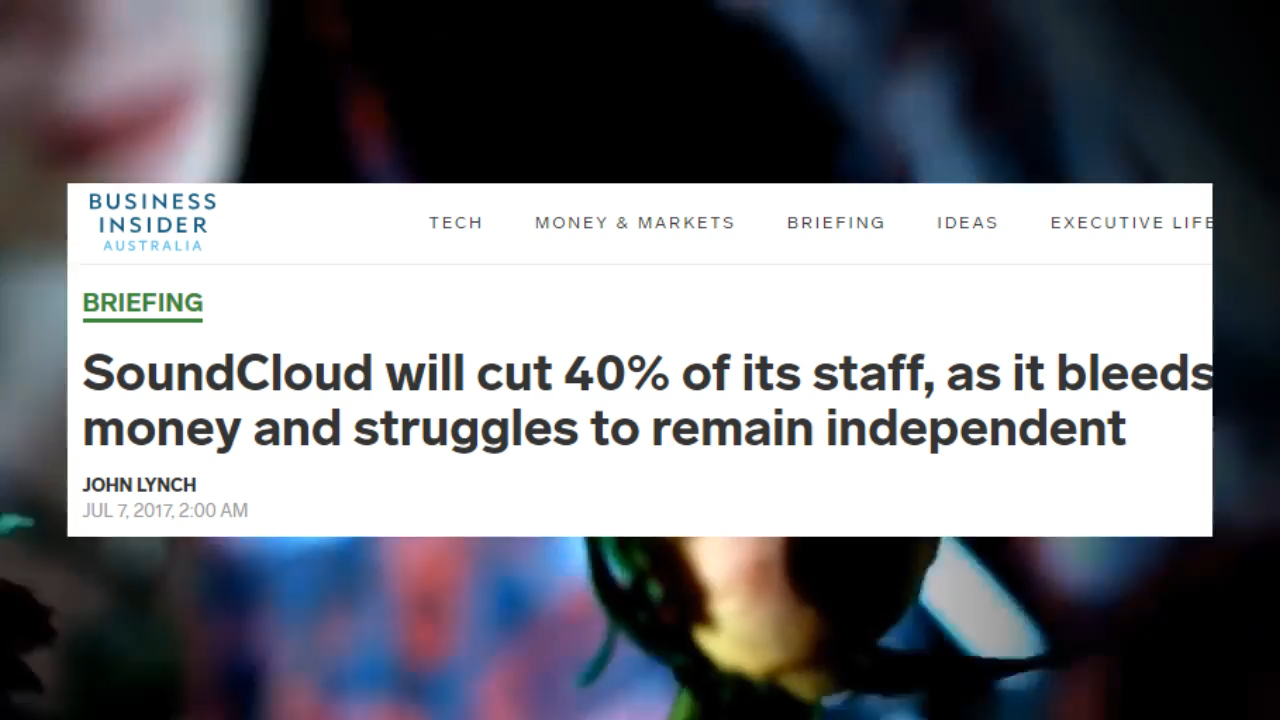 BUSINESS
INSIDER
AUSTRALIA
TECH MONEY & MARKETS BRIEFING IDEAS EXECUTIVE LIFE
BRIEFING
SoundCloud will cut 40% of its staff, as it bleeds
money and struggles to remain independent
JOHN LYNCH
JUL 7, 2017, 2:00 AM